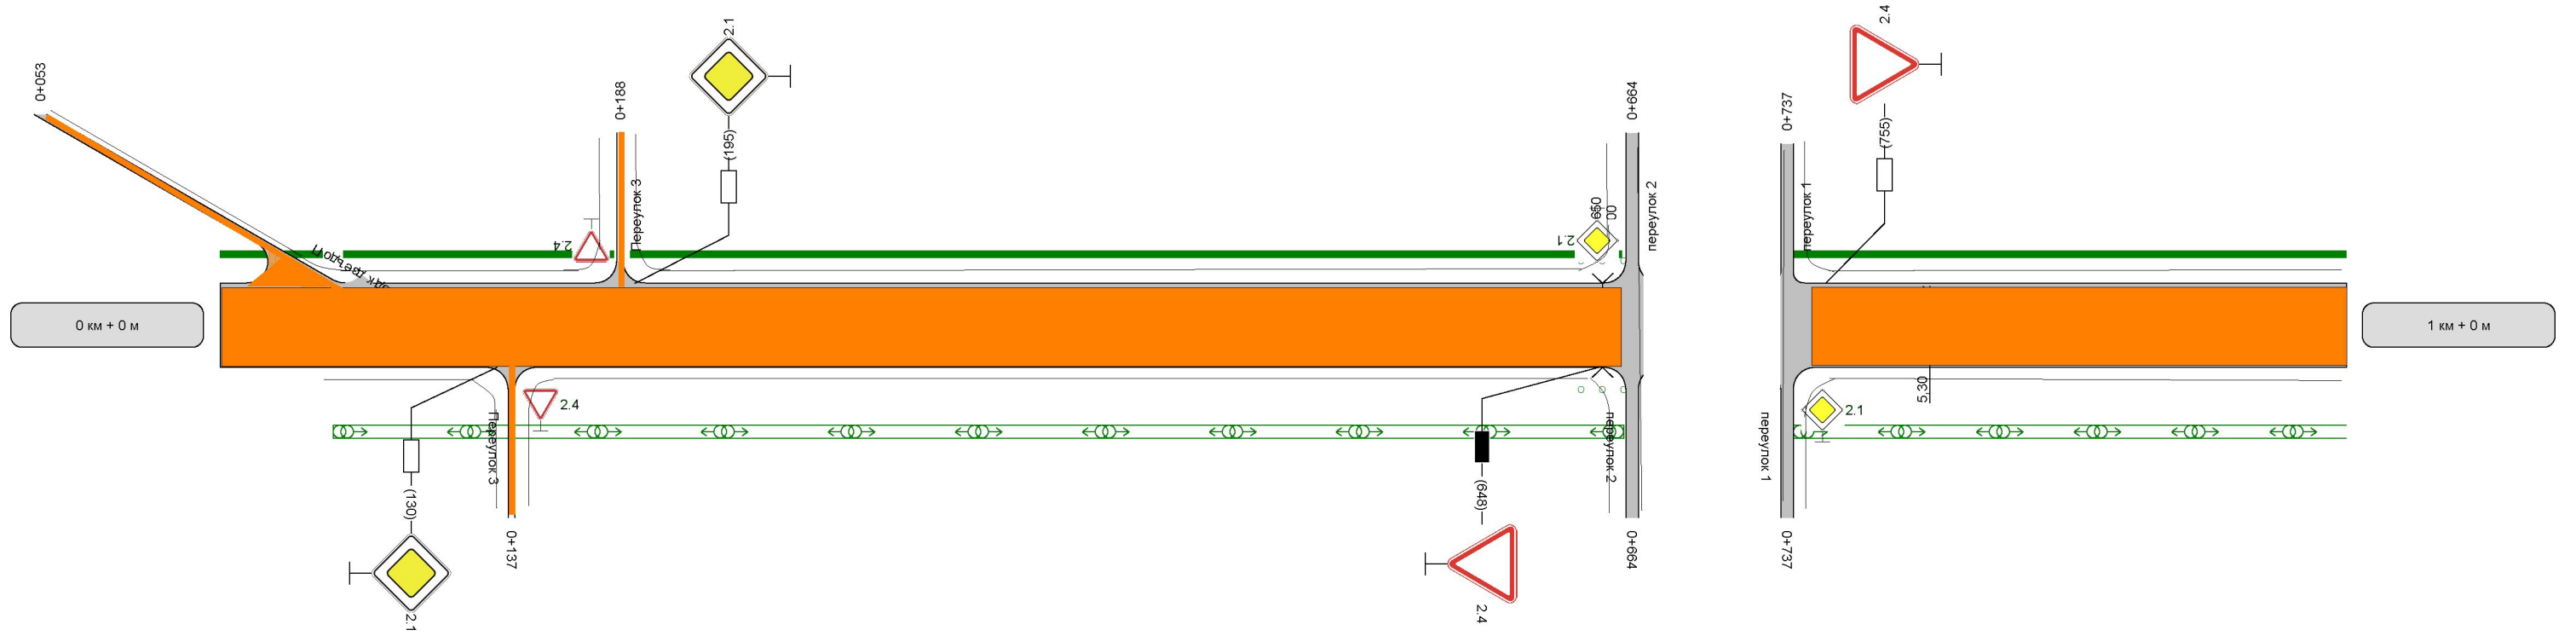 0+053
0+188
2.1
(195)
Переулок 3
2.4
0+664
переулок 2
650
00
2.1
0+737
переулок 1
2.4
(755)
0 км + 0 м
1 км + 0 м
2.4
Переулок 3
(130)
2.1
0+137
(648)
2.4
переулок 2
0+664
переулок 1
0+737
2.1
5,30